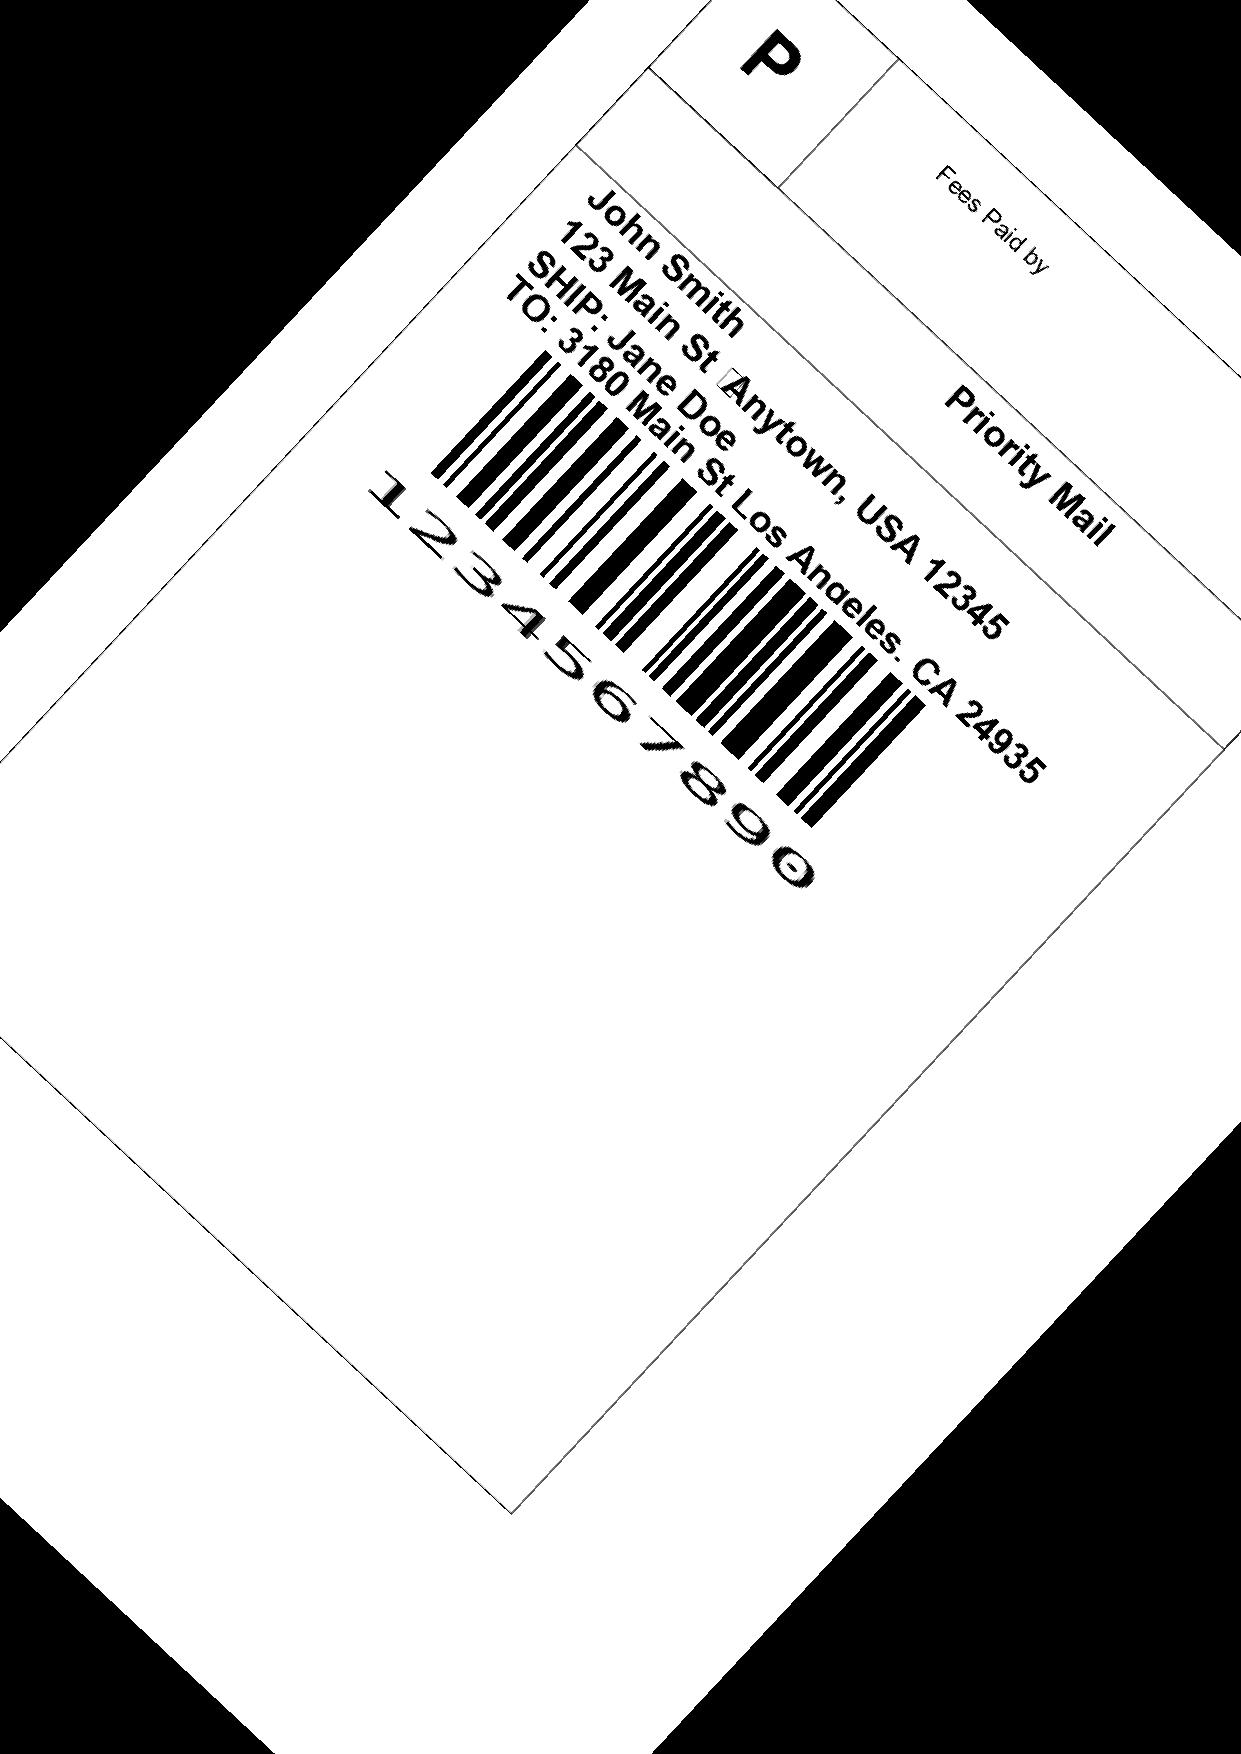 P
Fees Paid by
Priority Mail
John Smith
123 Main St Anytown, USA 12345
SHIP: Jane Doe
TO: 3180 Main St Los Angeles. CA 24935
1234567890